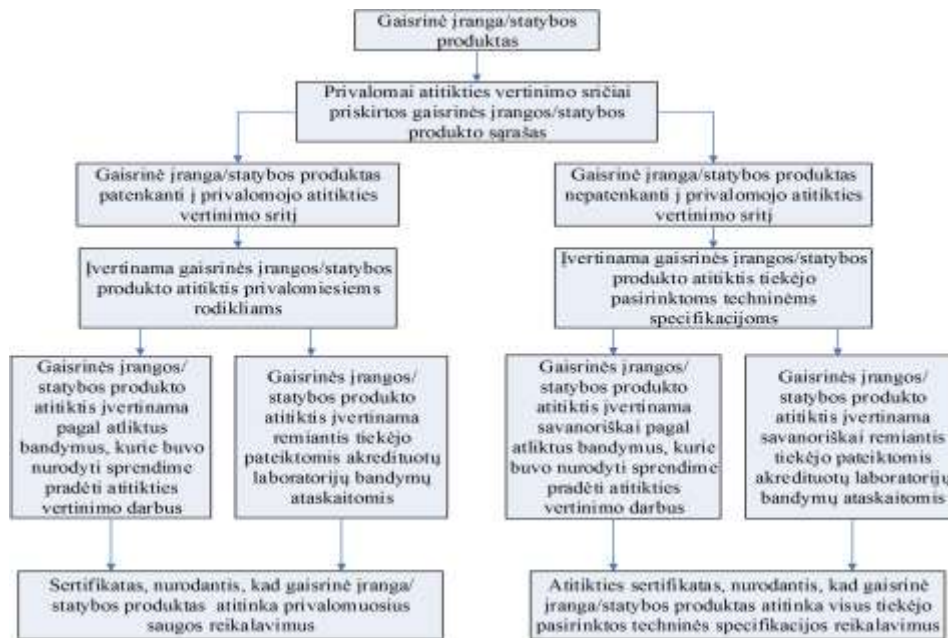 Gaisrinė įranga/statybos
produktas
Privalomai atitikties vertinimo sričiai
priskirtos gaisrinės įrangos/statybos
produkto sąrašas
Gaisrinė įranga/statybos produktas
patenkanti į privalomojo atitikties
vertinimo sritį
Gaisrinė įranga/statybos produktas
nepatenkanti į privalomojo atitikties
vertinimo sritį
Įvertinama gaisrinės įrangos/statybos
produkto atitiktis privalomiesiems
rodikliams
Įvertinama gaisrinės įrangos/statybos
produkto atitiktis tiekėjo
pasirinktoms techninėms
specifikacijoms
Gaisrinės įrangos/
statybos produkto
atitiktis įvertinama
pagal atliktus
bandymus, kurie buvo
nurodyti sprendime
pradėti atitikties
vertinimo darbus
Gaisrinės įrangos/
statybos produkto
atitiktis įvertinama
remiantis tiekėjo
pateiktomis akredituotų
laboratorijų bandymų
ataskaitomis
Gaisrinės įrangos/
statybos produkto
atitiktis įvertinama
savanoriškai pagal
atliktus bandymus, kurie
buvo nurodyti sprendime
pradėti atitikties
vertinimo darbus
Gaisrinės įrangos/
statybos produkto
atitiktis įvertinama
savanoriškai remiantis
tiekėjo pateiktomis
akredituotų laboratorijų
bandymų ataskaitomis
Sertifikatas, nurodantis, kad gaisrinė įranga/
statybos produktas atitinka privalomuosius
saugos reikalavimus
Atitikties sertifikatas, nurodantis, kad gaisrinė
įranga/statybos produktas atitinka visus tiekėjo
pasirinktos techninės specifikacijos reikalavimus